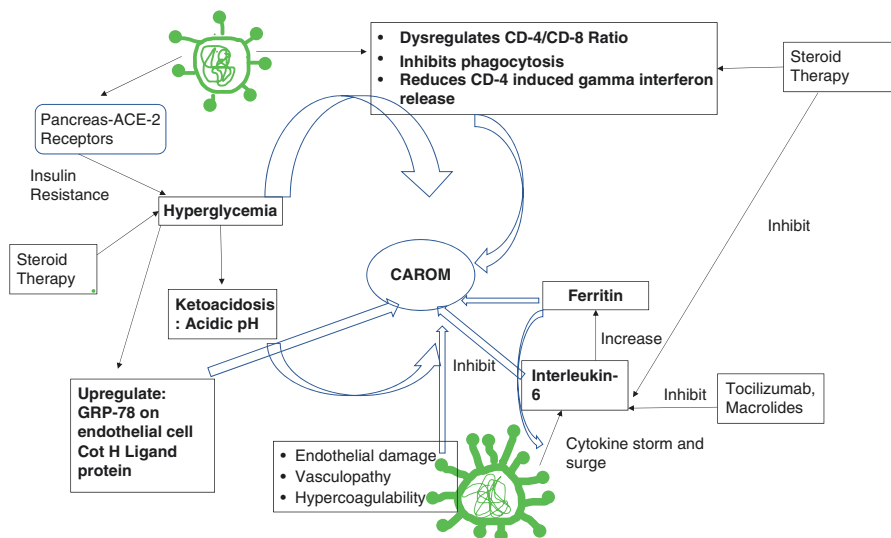 • Dysregulates CD-4/CD-8 Ratio
• Inhibits phagocytosis
• Reduces CD-4 induced gamma interferon
release
Steroid
Therapy
Pancreas-ACE-2
Receptors
Insulin
Resistance
Hyperglycemia
Inhibit
Steroid
Therapy
CAROM
Ketoacidosis
: Acidic pH
Ferritin
Increase
Inhibit
Interleukin-
6
Inhibit
Tocilizumab,
Macrolides
Upregulate:
GRP-78 on
endothelial cell
Cot H Ligand
protein
Cytokine storm and
surge
• Endothelial damage
• Vasculopathy
• Hypercoagulability